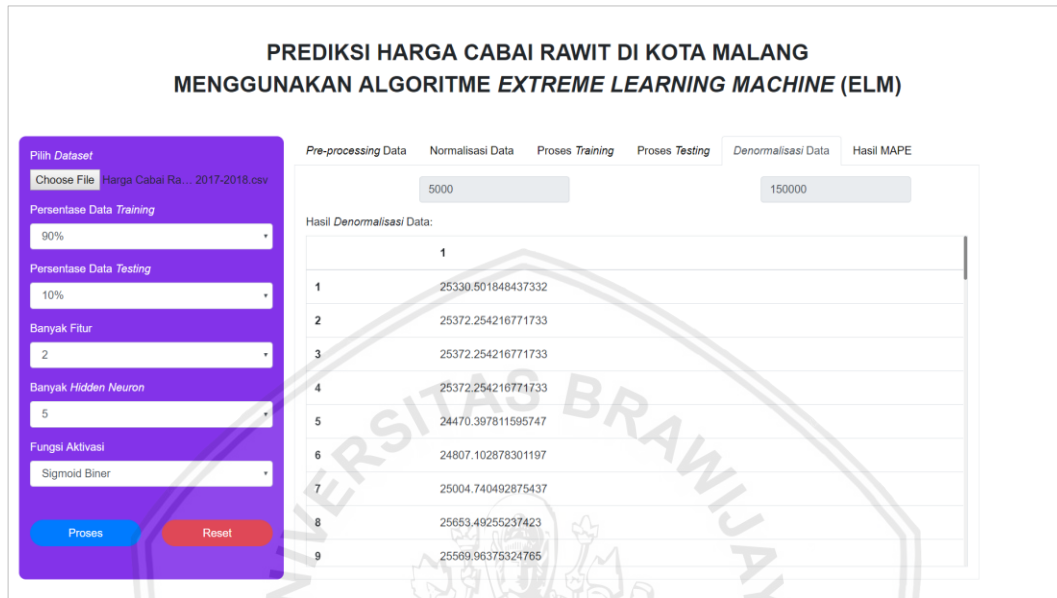 PREDIKSI HARGA CABAI RAWIT DI KOTA MALANG
MENGGUNAKAN ALGORITME EXTREME LEARNING MACHINE (ELM)
Pilih Dataset
Choose File Harga Cabai Ra... 2017-2018.csv
Persentase Data Training
90%
Persentase Data Testing
10%
Banyak Fitur
2
Banyak Hidden Neuron
5
Fungsi Aktivasi
Sigmoid Biner
Proses Reset
Pre-processing Data Normalisasi Data Proses Training Proses Testing Denormalisasi Data Hasil MAPE
5000 150000
Hasil Denormalisasi Data:
1
1 25330.501848437332
2 25372.254216771733
3 25372.254216771733
4 25372.254216771733
5 24470.397811595747
6 24807.102878301197
7 25004.740492875437
8 25653.49255237423
9 25569.96375324765
UNIVERSITAS BRAWIJAY